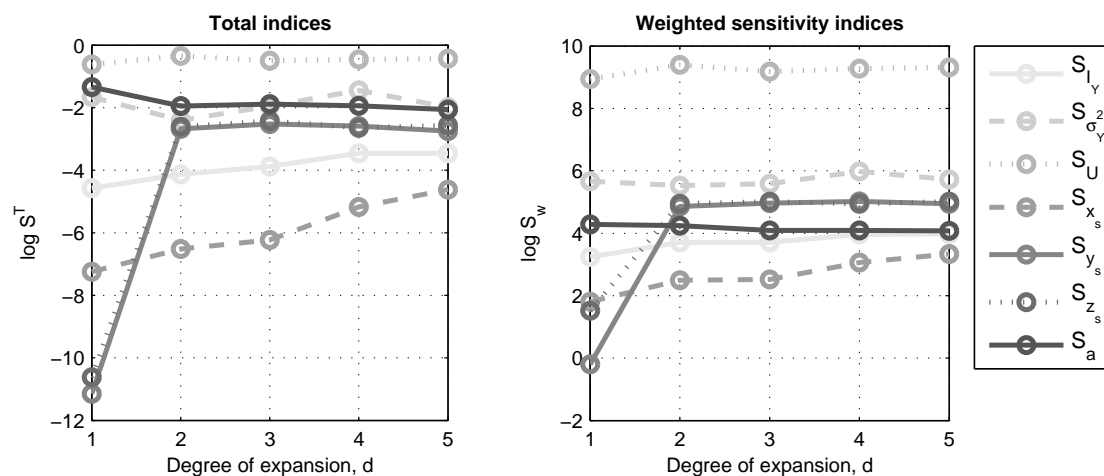 Total indices
0
−2
−4
−6
−8
−10
−12
log S^T
1 2 3 4 5
Degree of expansion, d
Weighted sensitivity indices
10
8
6
4
2
0
−2
log S_w
1 2 3 4 5
Degree of expansion, d
S_{I_Y}
S_{σ_Y^2}
S_U
S_{x_s}
S_{y_s}
S_{z_s}
S_a